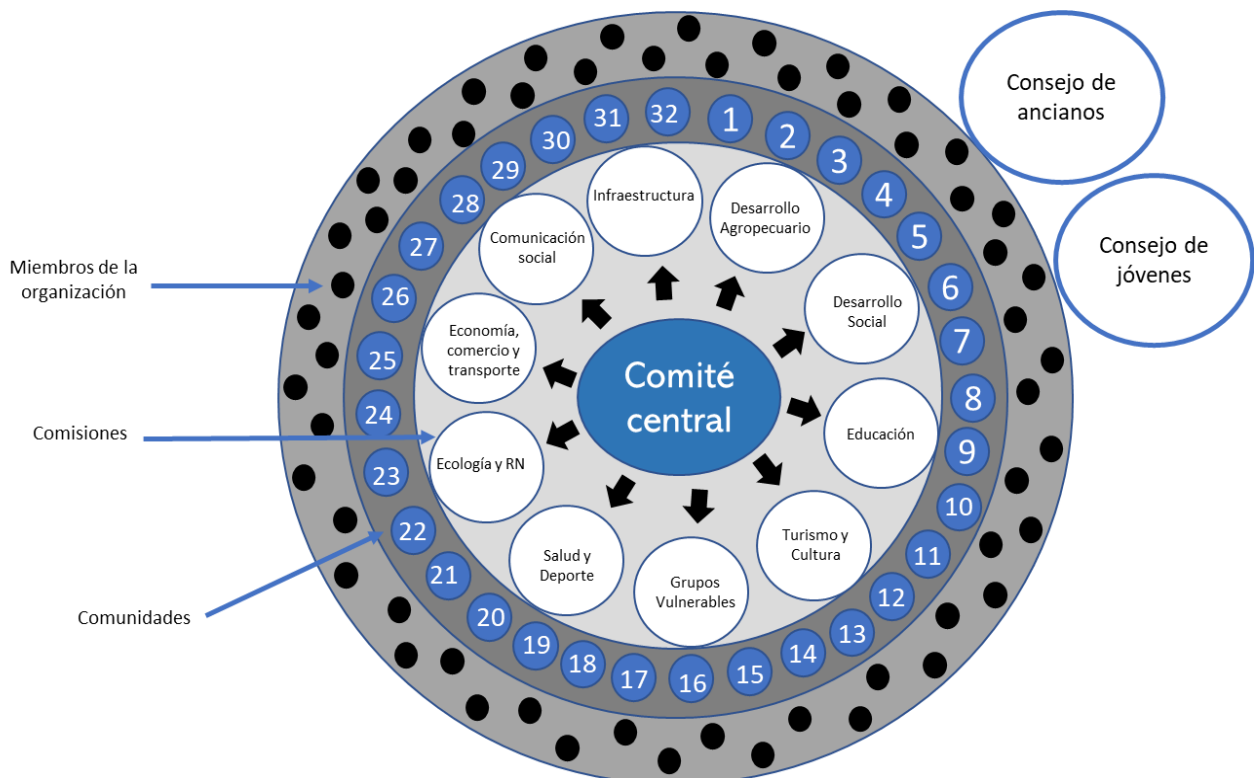 Consejo de
ancianos
Consejo de
jóvenes
Miembros de la
organización
Comisiones
Comunidades
Comité
central
Infraestructura
Desarrollo
Agropecuario
Desarrollo
Social
Educación
Turismo y
Cultura
Grupos
Vulnerables
Salud y
Deporte
Ecología y RN
Economía,
comercio y
transporte
Comunicación
social
1
2
3
4
5
6
7
8
9
10
11
12
13
14
15
16
17
18
19
20
21
22
23
24
25
26
27
28
29
30
31
32